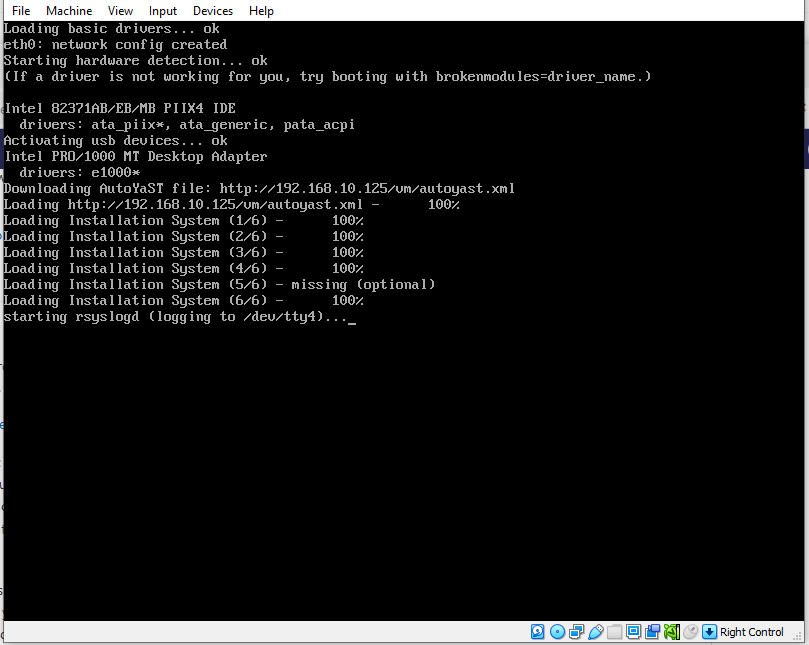 File Machine View Input Devices Help
Loading basic drivers... ok
eth0: network config created
Starting hardware detection... ok
(If a driver is not working for you, try booting with brokenmodules=driver_name.)
Intel 82371AB/EB/MB PIIX4 IDE
drivers: ata_piix*, ata_generic, pata_acpi
Activating usb devices... ok
Intel PRO/1000 MT Desktop Adapter
drivers: e1000*
Downloading AutoYaST file: http://192.168.10.125/vm/autoyast.xml
Loading http://192.168.10.125/vm/autoyast.xml - 100%
Loading Installation System (1/6) - 100%
Loading Installation System (2/6) - 100%
Loading Installation System (3/6) - 100%
Loading Installation System (4/6) - 100%
Loading Installation System (5/6) - missing (optional)
Loading Installation System (6/6) - 100%
starting rsyslogd (logging to /dev/tty4)..._
Right Control